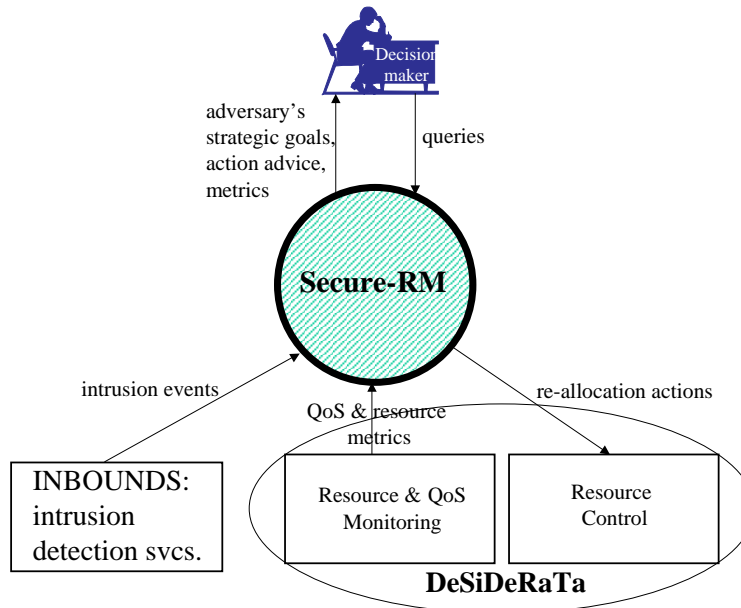 Decision
maker
adversary's
strategic goals,
action advice,
metrics
queries
Secure-RM
intrusion events
re-allocation actions
QoS & resource
metrics
INBOUNDS:
intrusion
detection svcs.
Resource & QoS
Monitoring
Resource
Control
DeSiDeRaTa